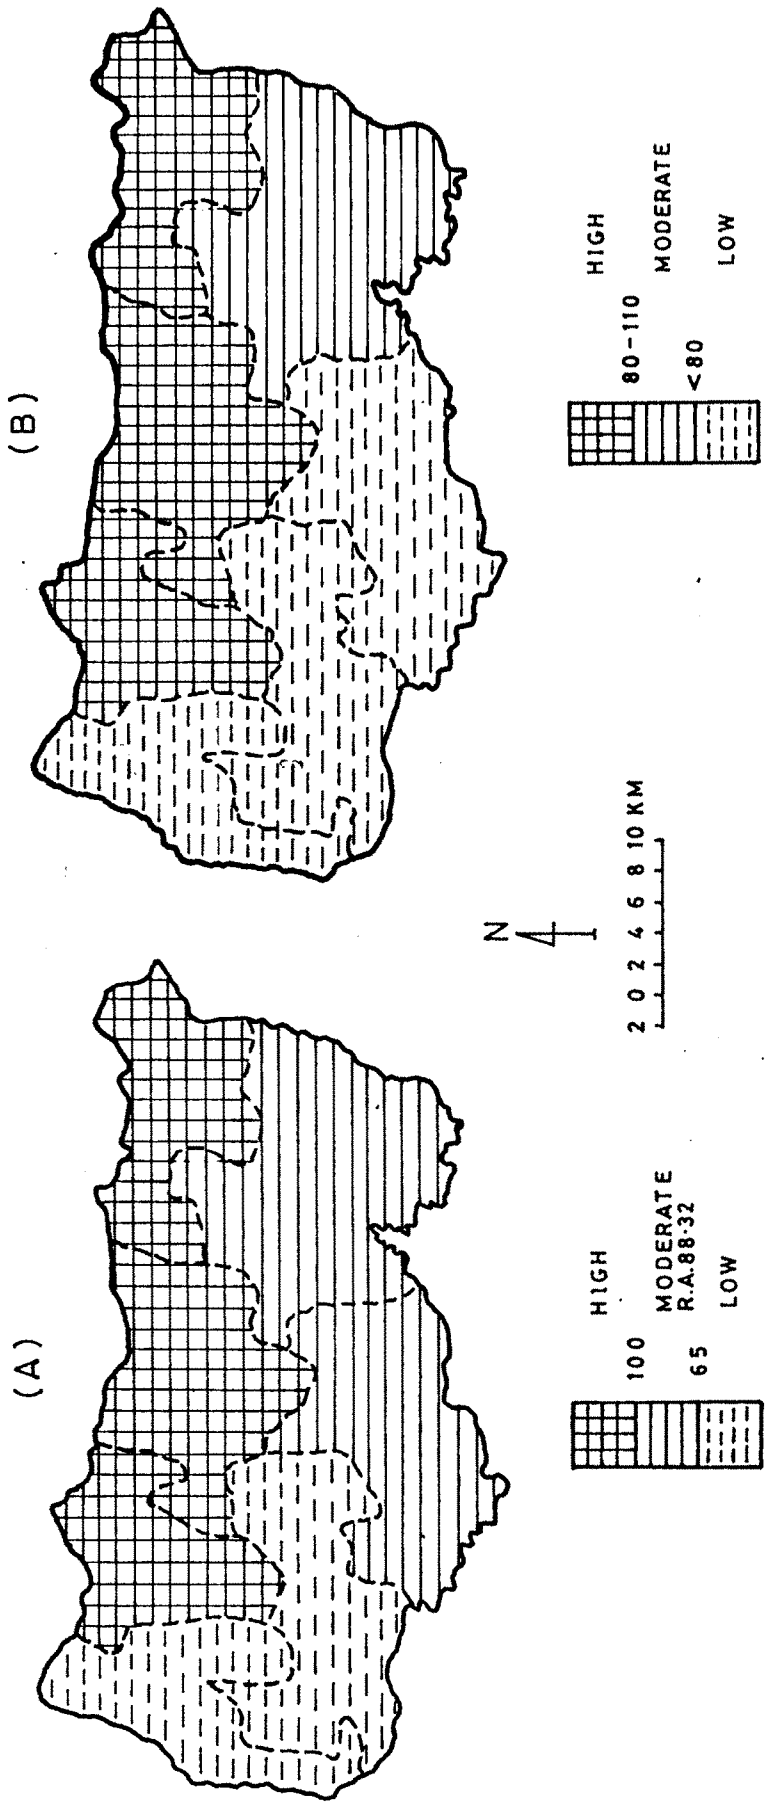 (A)
(B)
N
2 0 2 4 6 8 10 KM
HIGH
100
MODERATE
R.A.88·32
65
LOW
HIGH
80-110
MODERATE
<80
LOW